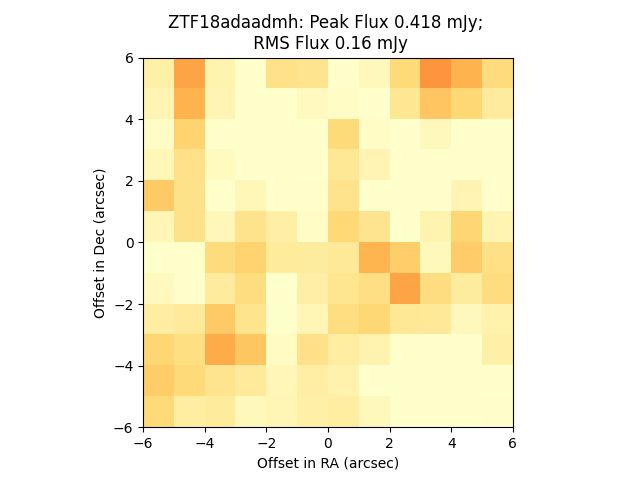 ZTF18adaadmh: Peak Flux 0.418 mJy;
RMS Flux 0.16 mJy
6
4
2
0
−2
−4
−6
Offset in Dec (arcsec)
−6 −4 −2 0 2 4 6
Offset in RA (arcsec)